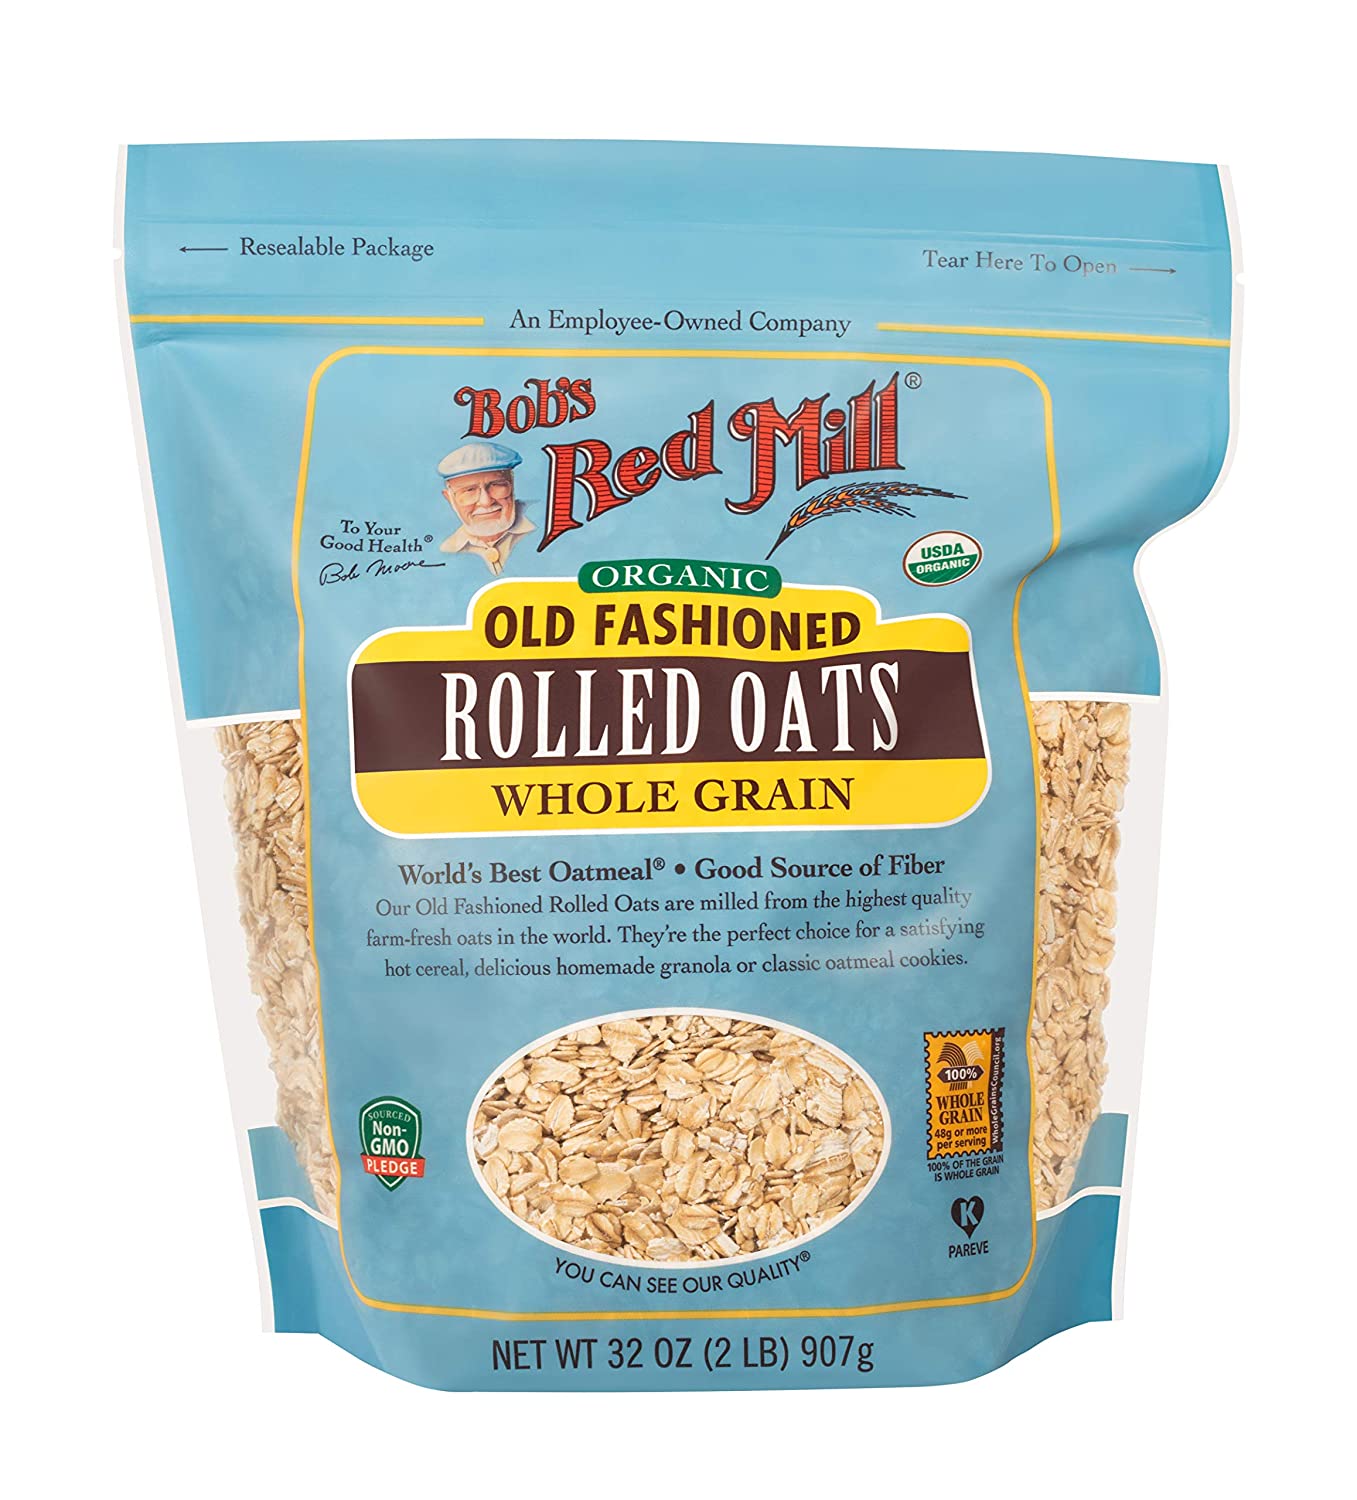 Resealable Package
Tear Here To Open
An Employee-Owned Company
Bob's
Red Mill®
To Your
Good Health®
Bob Moore
USDA
ORGANIC
ORGANIC
OLD FASHIONED
ROLLED OATS
WHOLE GRAIN
World's Best Oatmeal® • Good Source of Fiber
Our Old Fashioned Rolled Oats are milled from the highest quality
farm-fresh oats in the world. They're the perfect choice for a satisfying
hot cereal, delicious homemade granola or classic oatmeal cookies.
SOURCED
Non-
GMO
PLEDGE
100%
WHOLE
GRAIN
48g or more
per serving
WholeGrainsCouncil.org
100% OF THE GRAIN
IS WHOLE GRAIN
K
PAREVE
YOU CAN SEE OUR QUALITY®
NET WT 32 OZ (2 LB) 907g